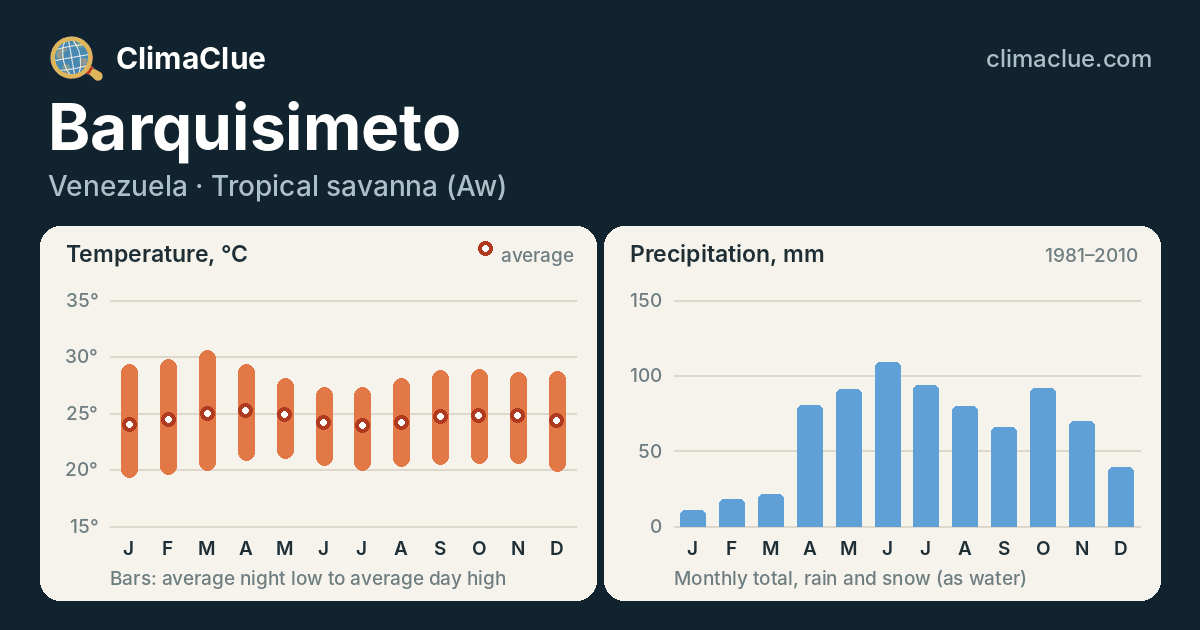 ClimaClue
climaclue.com
Barquisimeto
Venezuela · Tropical savanna (Aw)
Temperature, °C
average
35°
30°
25°
20°
15°
J F M A M J J A S O N D
Bars: average night low to average day high
Precipitation, mm
1981–2010
150
100
50
0
J F M A M J J A S O N D
Monthly total, rain and snow (as water)